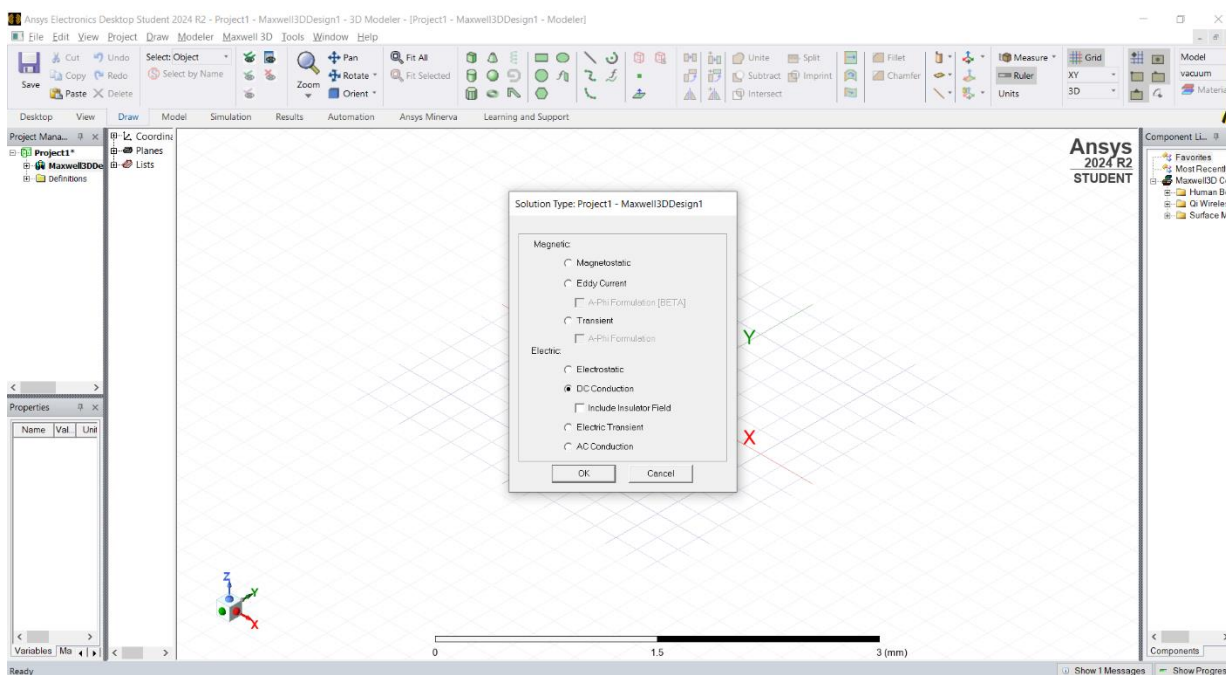 Ansys Electronics Desktop Student 2024 R2 - Project1 - Maxwell3DDesign1 - 3D Modeler - [Project1 - Maxwell3DDesign1 - Modeler]
File Edit View Project Draw Modeler Maxwell 3D Tools Window Help
Save
Cut Undo
Copy Redo
Paste Delete
Select: Object
Select by Name
Zoom
Pan
Rotate
Orient
Fit All
Fit Selected
Unite Split
Subtract Imprint
Intersect
Fillet
Chamfer
Measure
Ruler
Units
Grid
XY
3D
Model
vacuum
Materia
Desktop View Draw Model Simulation Results Automation Ansys Minerva Learning and Support
Project Mana...
Project1*
Maxwell3DDe
Definitions
Coordina
Planes
Lists
Ansys
2024 R2
STUDENT
Component Li...
Favorites
Most Recentl
Maxwell3D C
Human B
Qi Wirele
Surface M
Solution Type: Project1 - Maxwell3DDesign1
Magnetic:
Magnetostatic
Eddy Current
A-Phi Formulation [BETA]
Transient
A-Phi Formulation
Electric:
Electrostatic
DC Conduction
Include Insulator Field
Electric Transient
AC Conduction
OK Cancel
Y
X
Properties
Name Val... Unit
Z
Y
X
0 1.5 3 (mm)
Variables Ma
Components
Ready
Show 1 Messages Show Progres